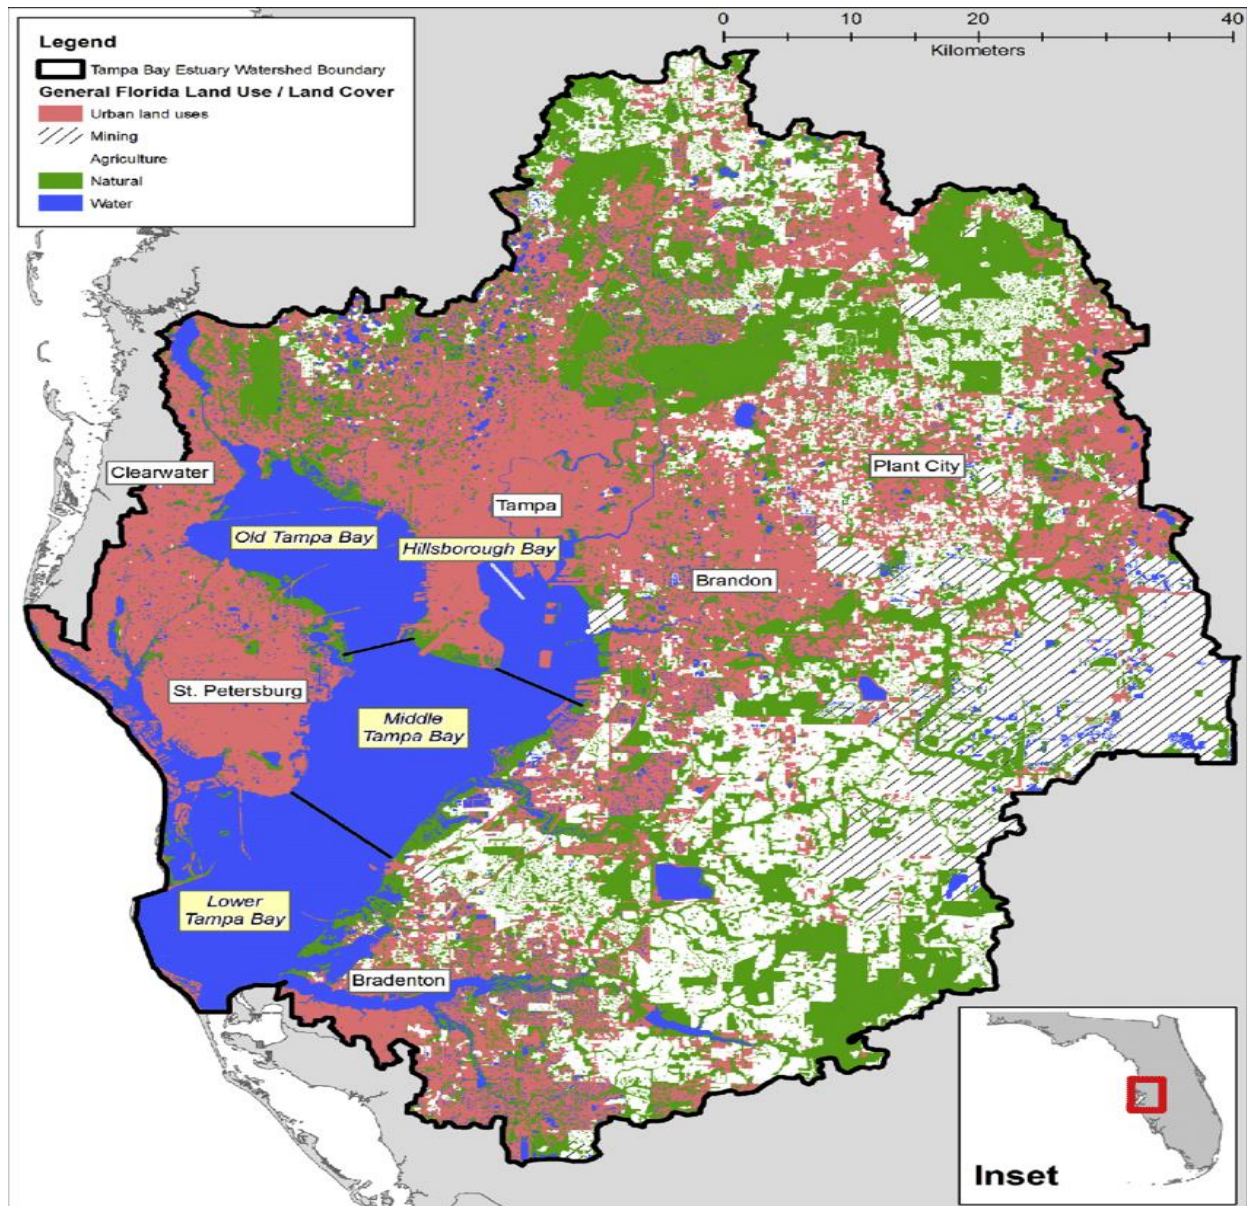 Legend
Tampa Bay Estuary Watershed Boundary
General Florida Land Use / Land Cover
Urban land uses
Mining
Agriculture
Natural
Water
0 10 20 40
Kilometers
Clearwater
Plant City
Tampa
Old Tampa Bay
Hillsborough Bay
Brandon
St. Petersburg
Middle
Tampa Bay
Lower
Tampa Bay
Bradenton
Inset